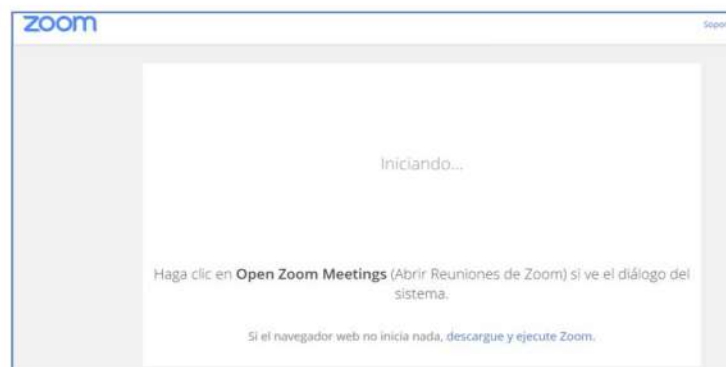 zoom
Iniciando...
Haga clic en Open Zoom Meetings (Abrir Reuniones de Zoom) si ve el diálogo del
sistema.
Si el navegador web no inicia nada, descargue y ejecute Zoom.